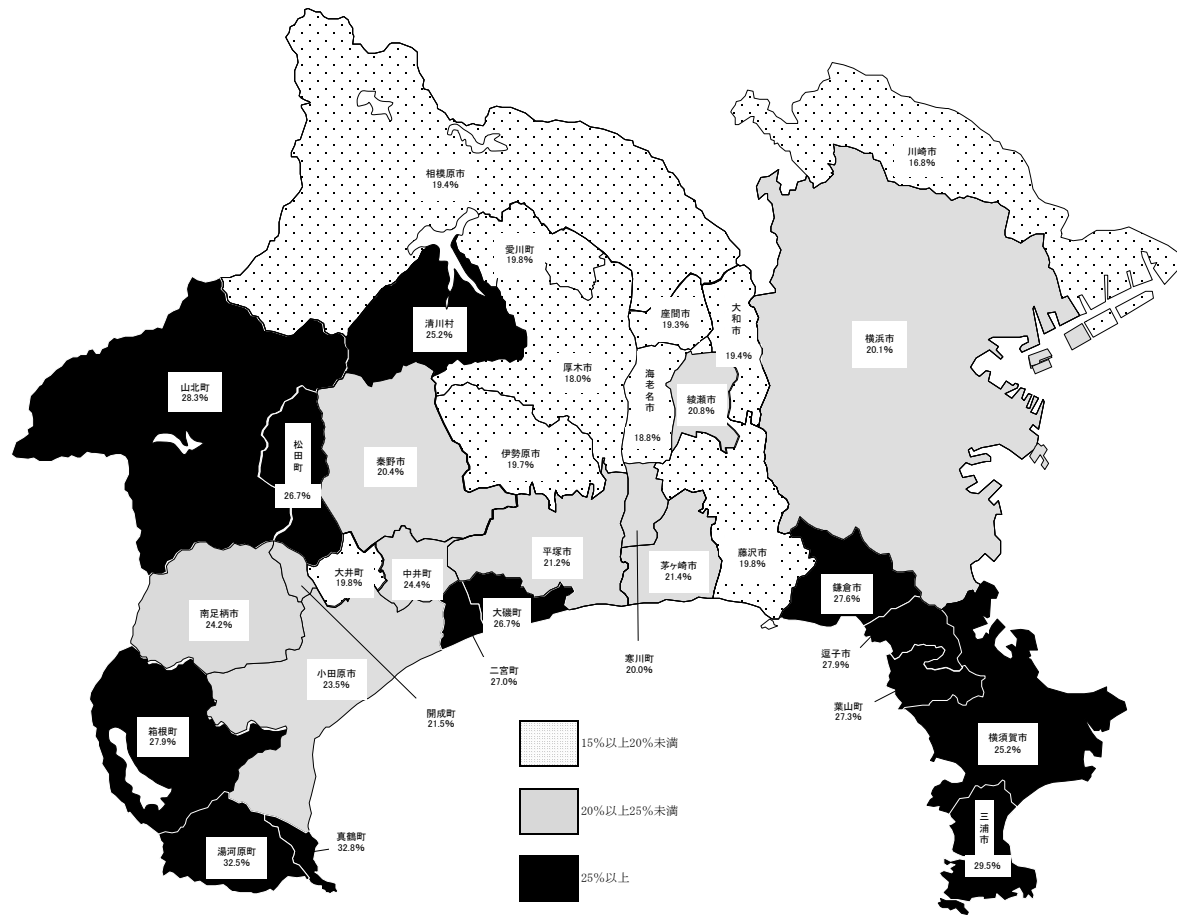 川崎市
16.8%
相模原市
19.4%
愛川町
19.8%
清川村
25.2%
座間市
19.3%
大和市
19.4%
横浜市
20.1%
厚木市
18.0%
海老名市
18.8%
綾瀬市
20.8%
山北町
28.3%
松田町
26.7%
秦野市
20.4%
伊勢原市
19.7%
大井町
19.8%
中井町
24.4%
平塚市
21.2%
茅ヶ崎市
21.4%
藤沢市
19.8%
鎌倉市
27.6%
南足柄市
24.2%
大磯町
26.7%
小田原市
23.5%
二宮町
27.0%
寒川町
20.0%
逗子市
27.9%
葉山町
27.3%
開成町
21.5%
箱根町
27.9%
横須賀市
25.2%
真鶴町
32.8%
湯河原町
32.5%
三浦市
29.5%
15%以上20%未満
20%以上25%未満
25%以上